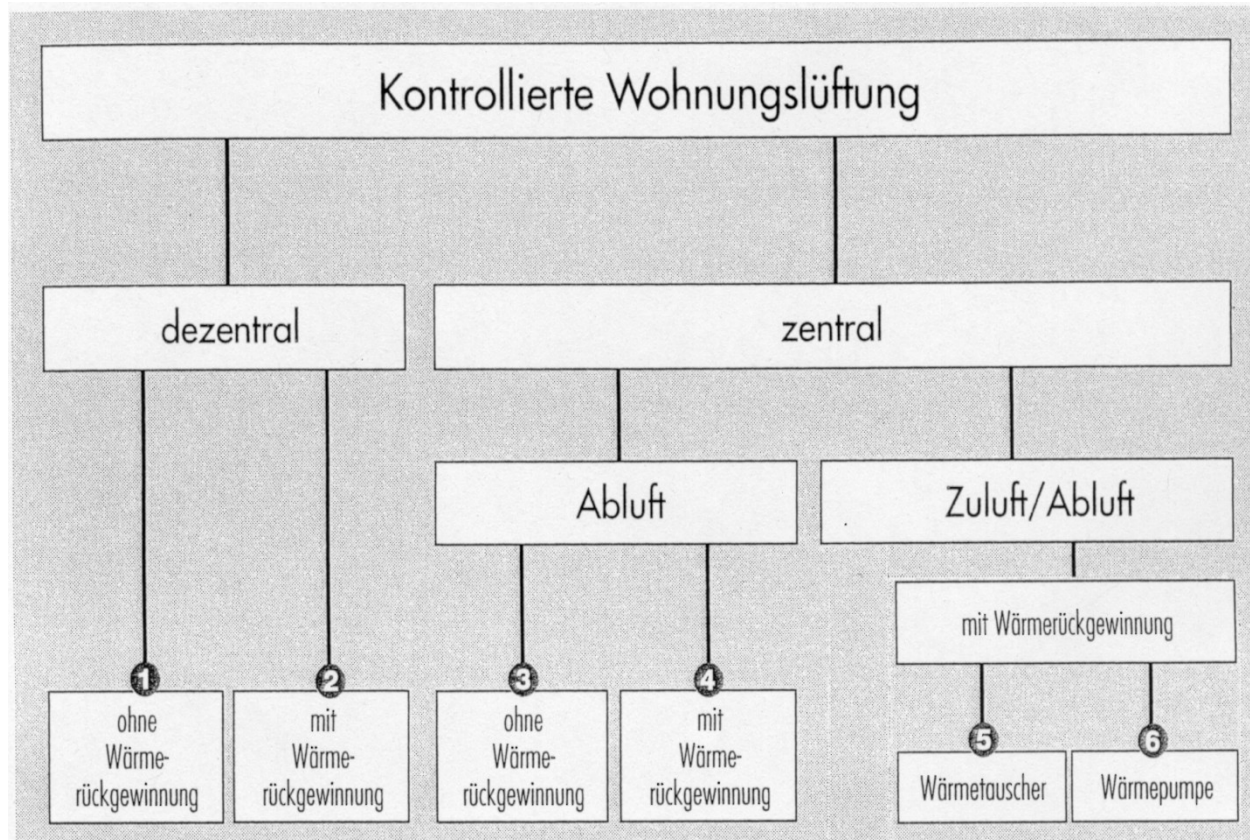 Kontrollierte Wohnungslüftung
dezentral
zentral
Abluft
Zuluft/Abluft
mit Wärmerückgewinnung
1
2
3
4
5
6
ohne
Wärme-
rückgewinnung
mit
Wärme-
rückgewinnung
ohne
Wärme-
rückgewinnung
mit
Wärme-
rückgewinnung
Wärmetauscher
Wärmepumpe